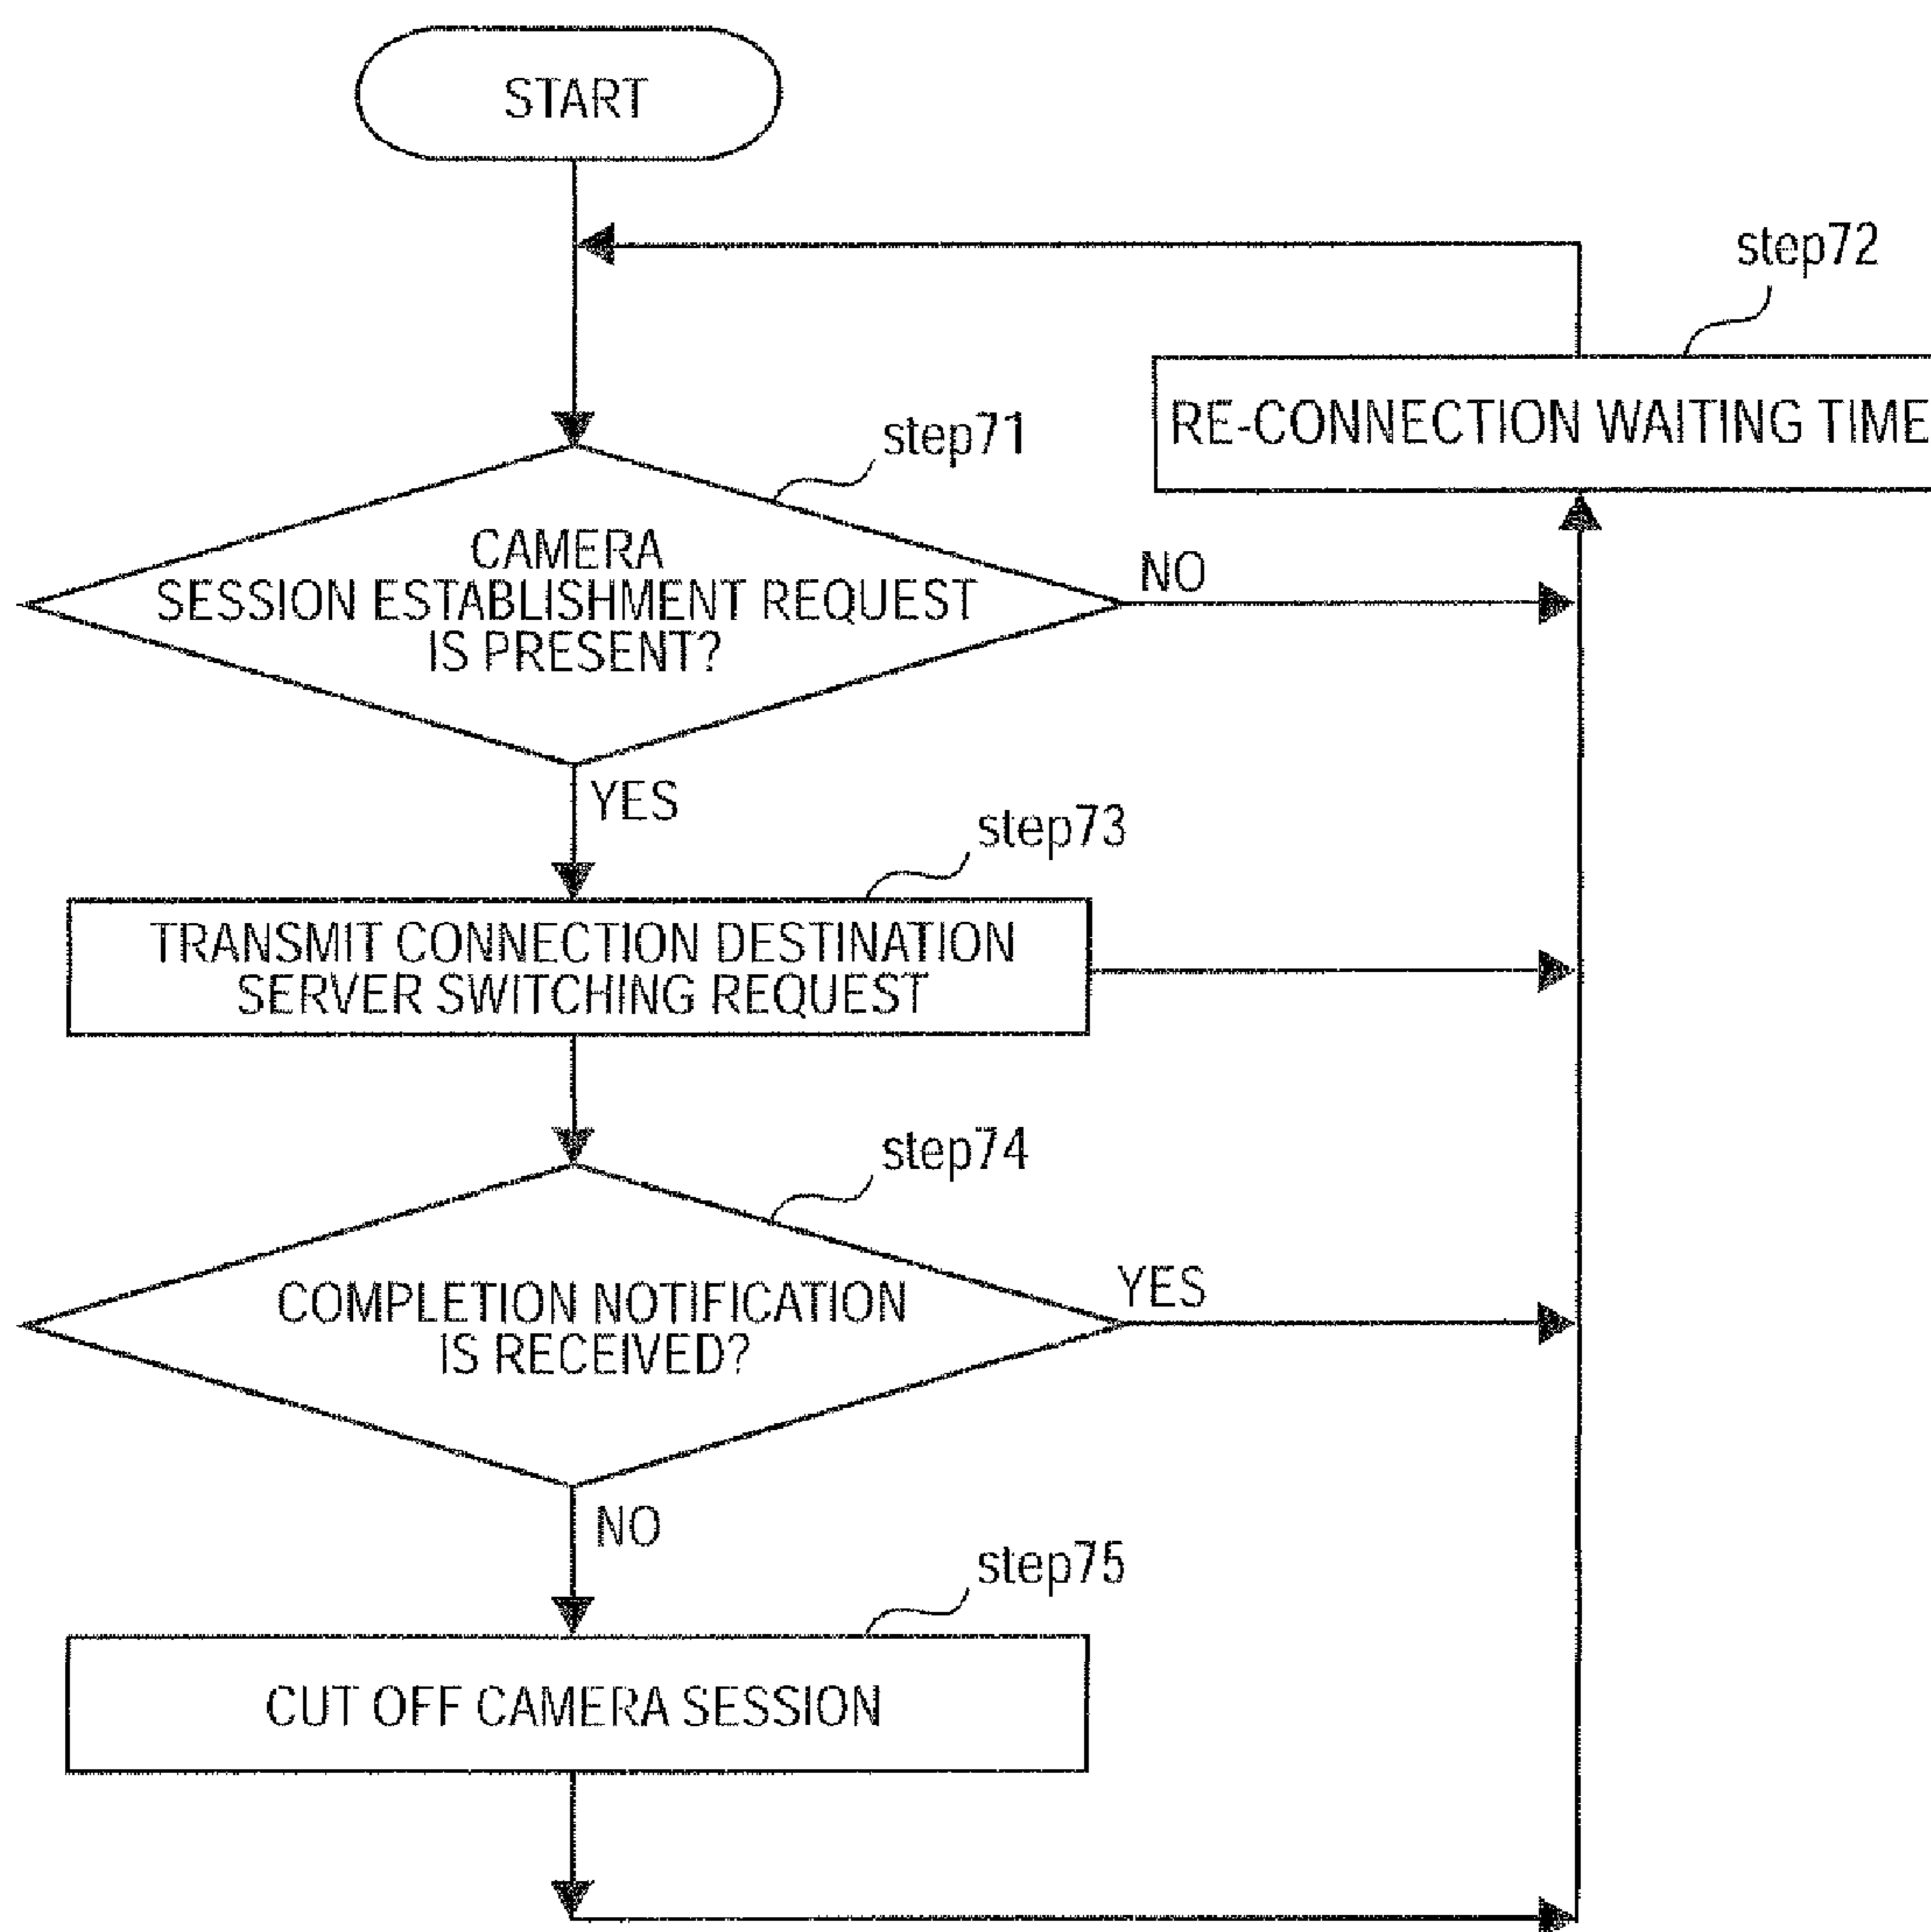 START
step72
RE-CONNECTION WAITING TIME
step71
CAMERA
SESSION ESTABLISHMENT REQUEST
IS PRESENT?
NO
YES
step73
TRANSMIT CONNECTION DESTINATION
SERVER SWITCHING REQUEST
step74
COMPLETION NOTIFICATION
IS RECEIVED?
YES
NO
step75
CUT OFF CAMERA SESSION